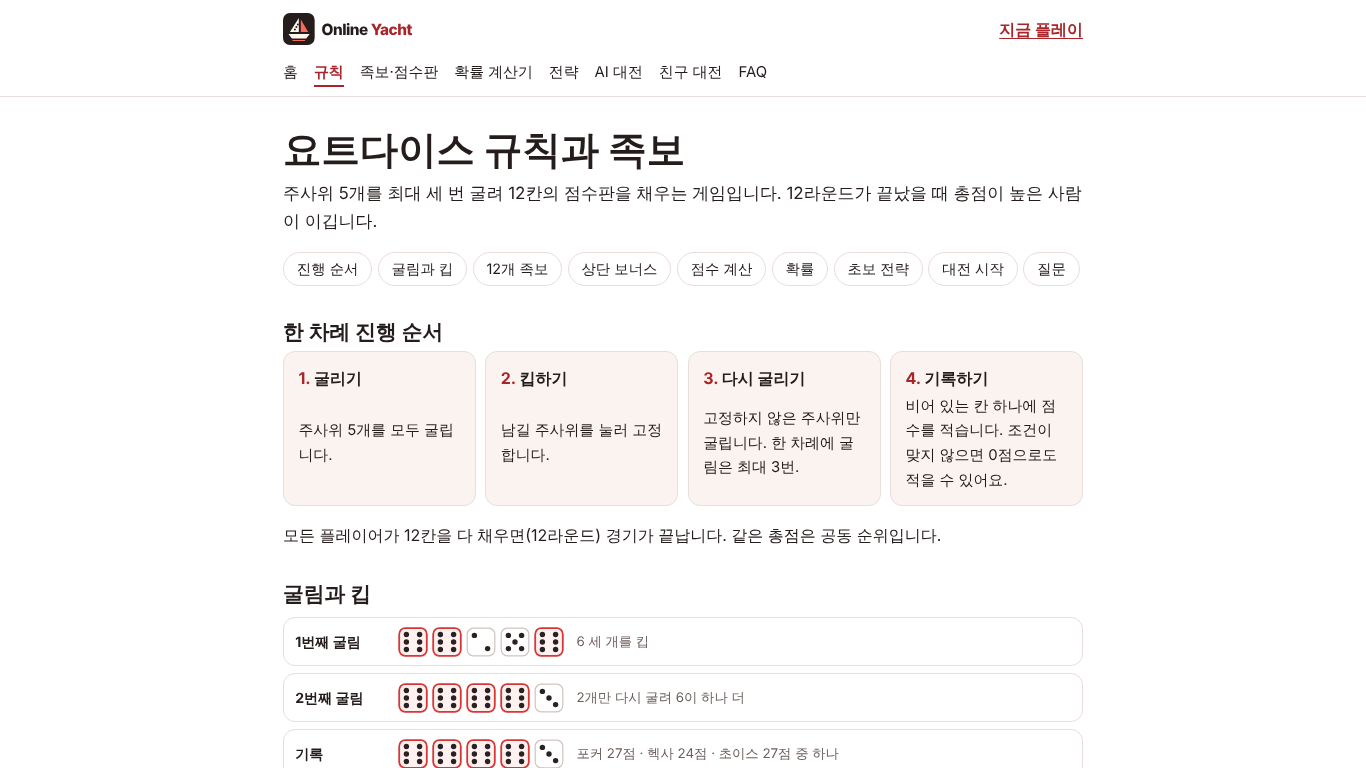 Online Yacht
지금 플레이
홈 규칙 족보·점수판 확률 계산기 전략 AI 대전 친구 대전 FAQ
요트다이스 규칙과 족보
주사위 5개를 최대 세 번 굴려 12칸의 점수판을 채우는 게임입니다. 12라운드가 끝났을 때 총점이 높은 사람
이 이깁니다.
진행 순서 굴림과 킵 12개 족보 상단 보너스 점수 계산 확률 초보 전략 대전 시작 질문
한 차례 진행 순서
1. 굴리기
주사위 5개를 모두 굴립
니다.
2. 킵하기
남길 주사위를 눌러 고정
합니다.
3. 다시 굴리기
고정하지 않은 주사위만
굴립니다. 한 차례에 굴
림은 최대 3번.
4. 기록하기
비어 있는 칸 하나에 점
수를 적습니다. 조건이
맞지 않으면 0점으로도
적을 수 있어요.
모든 플레이어가 12칸을 다 채우면(12라운드) 경기가 끝납니다. 같은 총점은 공동 순위입니다.
굴림과 킵
1번째 굴림 6 세 개를 킵
2번째 굴림 2개만 다시 굴려 6이 하나 더
기록 포커 27점 · 헥사 24점 · 초이스 27점 중 하나